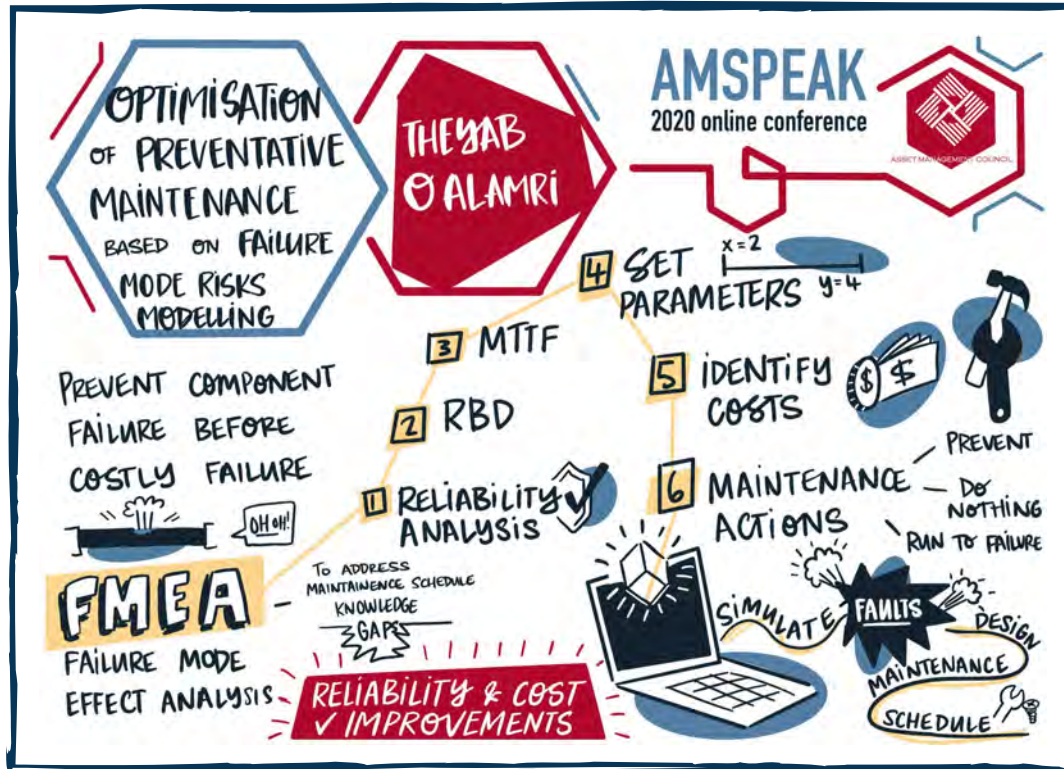 OPTIMISATION
OF PREVENTATIVE
MAINTENANCE
BASED ON FAILURE
MODE RISKS
MODELLING
THEYAB
O ALAMRI
AMSPEAK
2020 online conference
ASSET MANAGEMENT COUNCIL
PREVENT COMPONENT
FAILURE BEFORE
COSTLY FAILURE
OH OH!
FMEA
FAILURE MODE
EFFECT ANALYSIS
TO ADDRESS
MAINTAINENCE SCHEDULE
KNOWLEDGE
GAPS
1 RELIABILITY
ANALYSIS
2 RBD
3 MTTF
4 SET
PARAMETERS
x=2
y=4
5 IDENTIFY
COSTS
$ $
6 MAINTENANCE
ACTIONS
PREVENT
DO
NOTHING
RUN TO FAILURE
SIMULATE
FAULTS
DESIGN
MAINTENANCE
SCHEDULE
RELIABILITY & COST
✓ IMPROVEMENTS